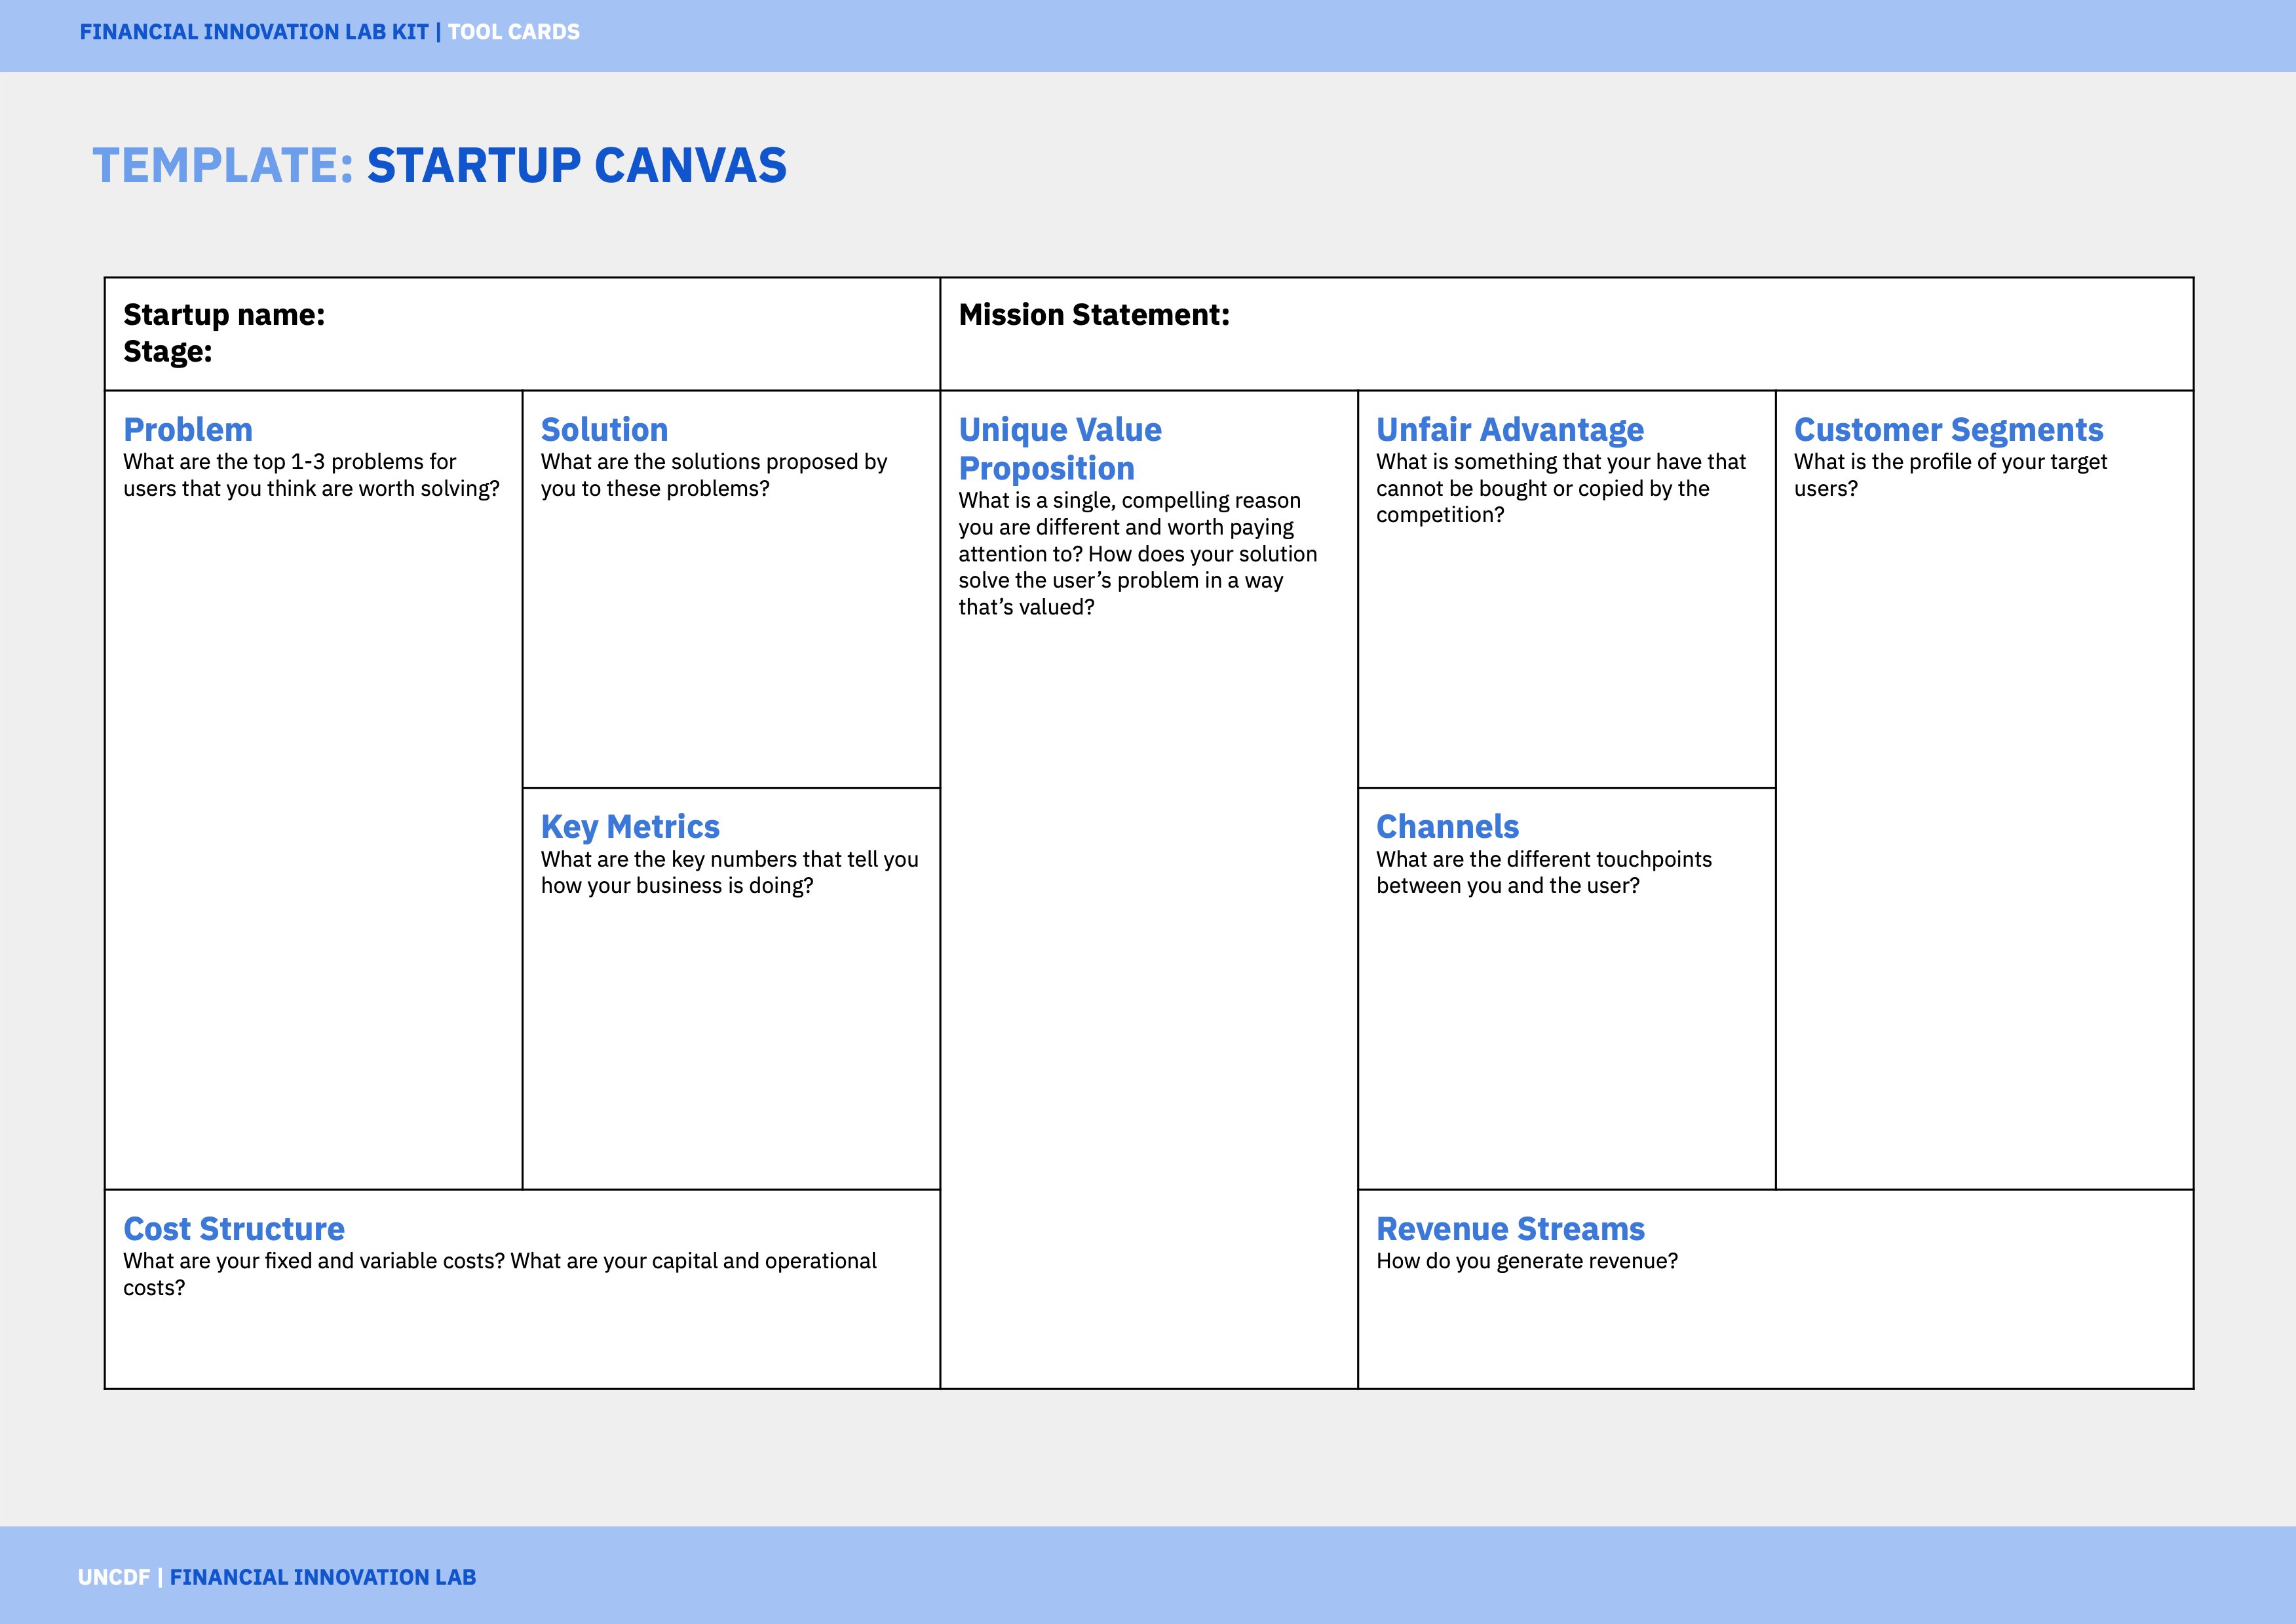 FINANCIAL INNOVATION LAB KIT | TOOL CARDS
TEMPLATE: STARTUP CANVAS
Startup name:
Stage:
Mission Statement:
Problem
What are the top 1-3 problems for
users that you think are worth solving?
Solution
What are the solutions proposed by
you to these problems?
Key Metrics
What are the key numbers that tell you
how your business is doing?
Unique Value
Proposition
What is a single, compelling reason
you are different and worth paying
attention to? How does your solution
solve the user’s problem in a way
that’s valued?
Unfair Advantage
What is something that your have that
cannot be bought or copied by the
competition?
Channels
What are the different touchpoints
between you and the user?
Customer Segments
What is the profile of your target
users?
Cost Structure
What are your fixed and variable costs? What are your capital and operational
costs?
Revenue Streams
How do you generate revenue?
UNCDF | FINANCIAL INNOVATION LAB